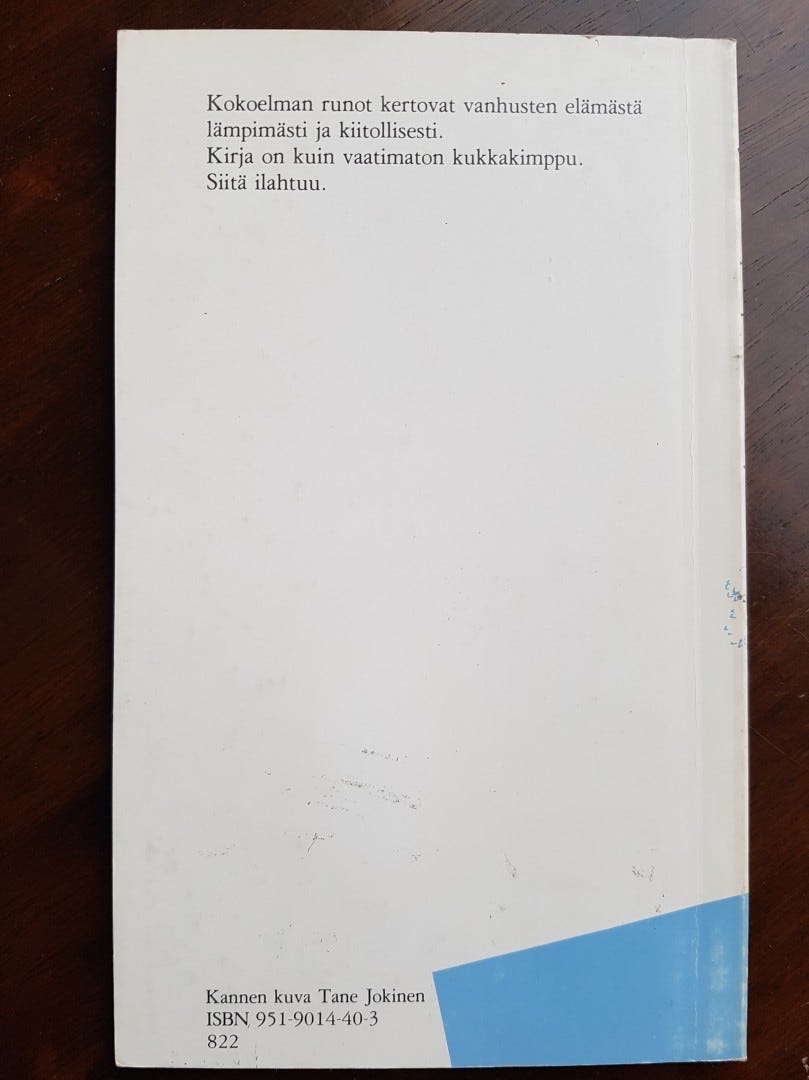 Kokoelman runot kertovat vanhusten elämästä
lämpimästi ja kiitollisesti.
Kirja on kuin vaatimaton kukkakimppu.
Siitä ilahtuu.
Kannen kuva Tane Jokinen
ISBN 951-9014-40-3
822